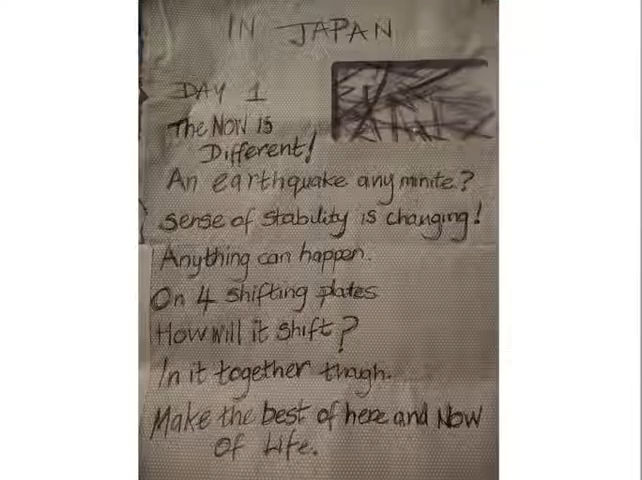 IN JAPAN
DAY 1
The NOW is
Different!
An earthquake any minite?
sense of stability is changing!
Anything can happen.
On 4 shifting plates
How will it shift?
In it together though.
Make the best of here and Now
of Life.